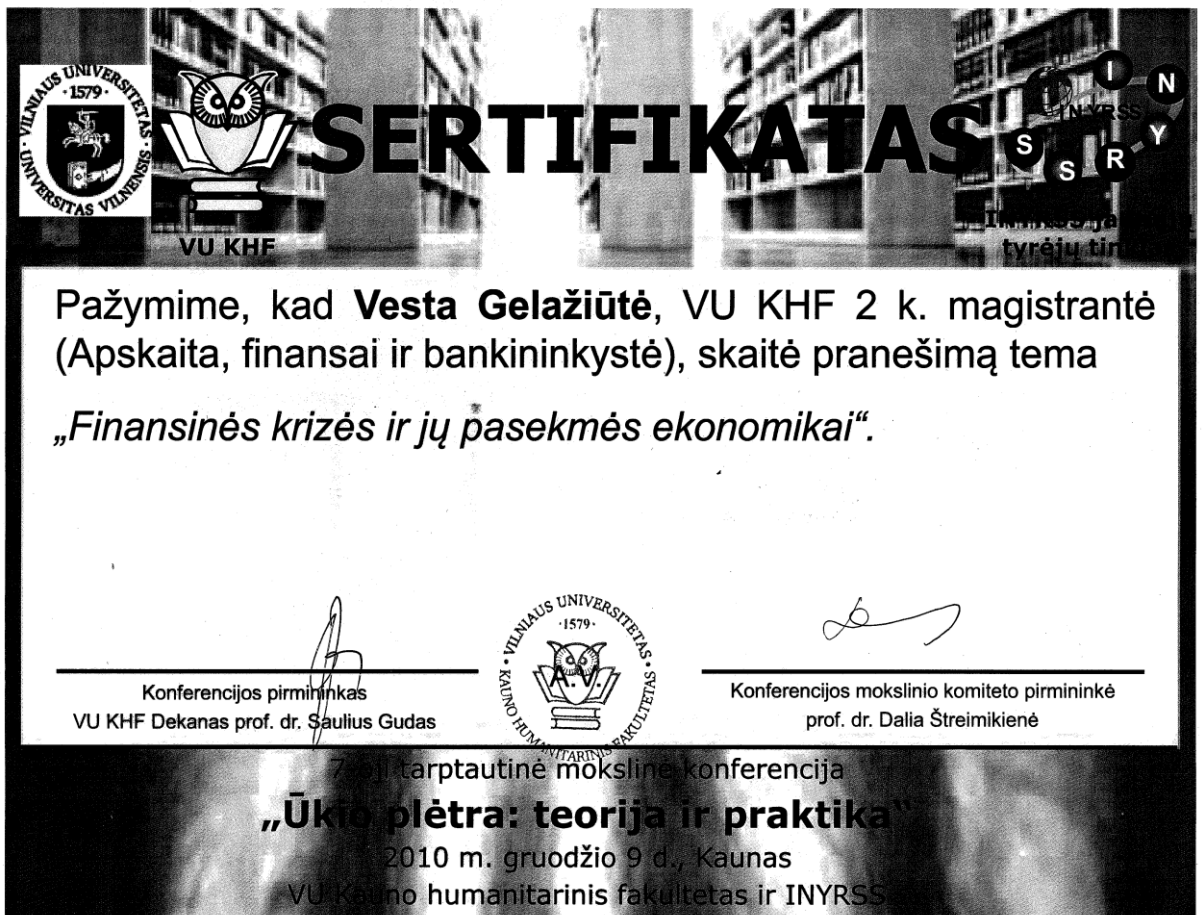 VILNIAUS UNIVERSITETAS
·1579·
UNIVERSITAS VILNENSIS
VU KHF
SERTIFIKATAS
I N Y R S S
INYRSS
tyrėjų
Pažymime, kad Vesta Gelažiūtė, VU KHF 2 k. magistrantė
(Apskaita, finansai ir bankininkystė), skaitė pranešimą tema
„Finansinės krizės ir jų pasekmės ekonomikai“.
VILNIAUS UNIVERSITETAS
·1579·
A.V.
KAUNO HUMANITARINIS FAKULTETAS
Konferencijos pirmininkas
VU KHF Dekanas prof. dr. Saulius Gudas
Konferencijos mokslinio komiteto pirmininkė
prof. dr. Dalia Štreimikienė
tarptautinė mokslinė konferencija
„Ūkio plėtra: teorija ir praktika“
2010 m. gruodžio 9 d., Kaunas
VU Kauno humanitarinis fakultetas ir INYRSS